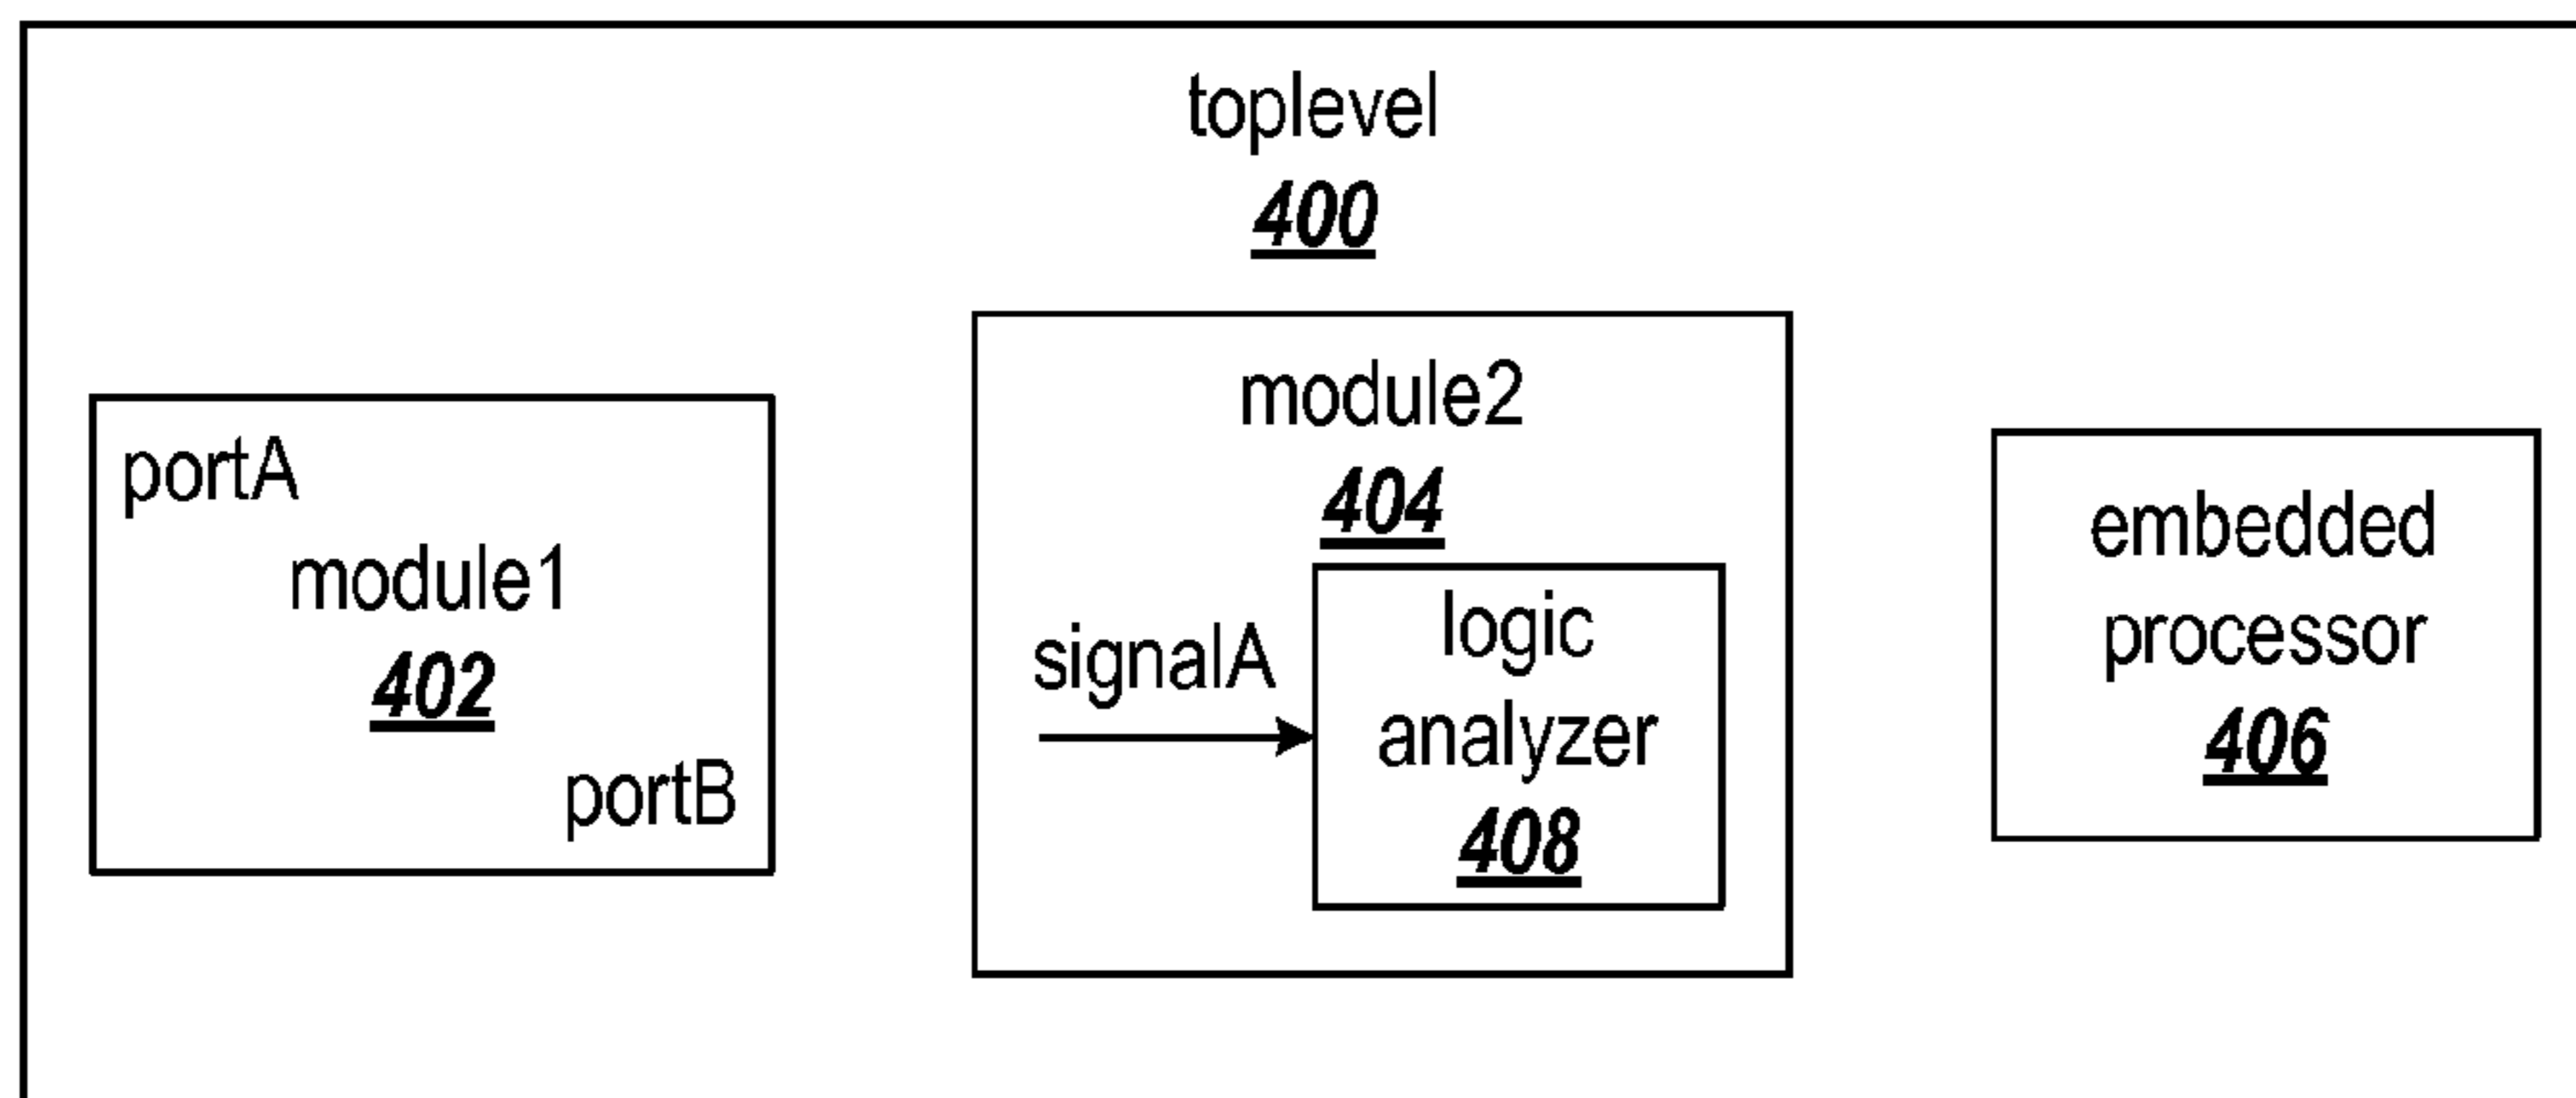 toplevel
400
portA
module1
402
portB
module2
404
signalA
logic
analyzer
408
embedded
processor
406